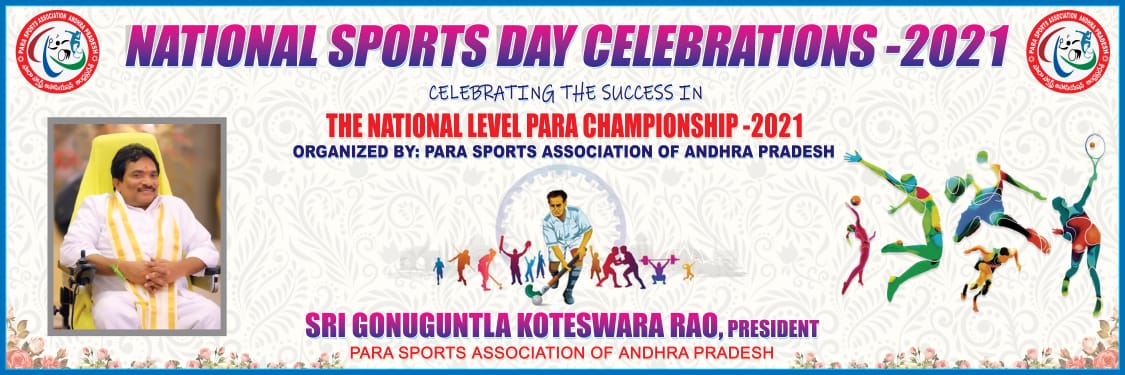 NATIONAL SPORTS DAY CELEBRATIONS -2021
CELEBRATING THE SUCCESS IN
THE NATIONAL LEVEL PARA CHAMPIONSHIP -2021
ORGANIZED BY: PARA SPORTS ASSOCIATION OF ANDHRA PRADESH
SRI GONUGUNTLA KOTESWARA RAO, PRESIDENT
PARA SPORTS ASSOCIATION OF ANDHRA PRADESH
PARA SPORTS ASSOCIATION ANDHRA PRADESH
PARA SPORTS ASSOCIATION ANDHRA PRADESH